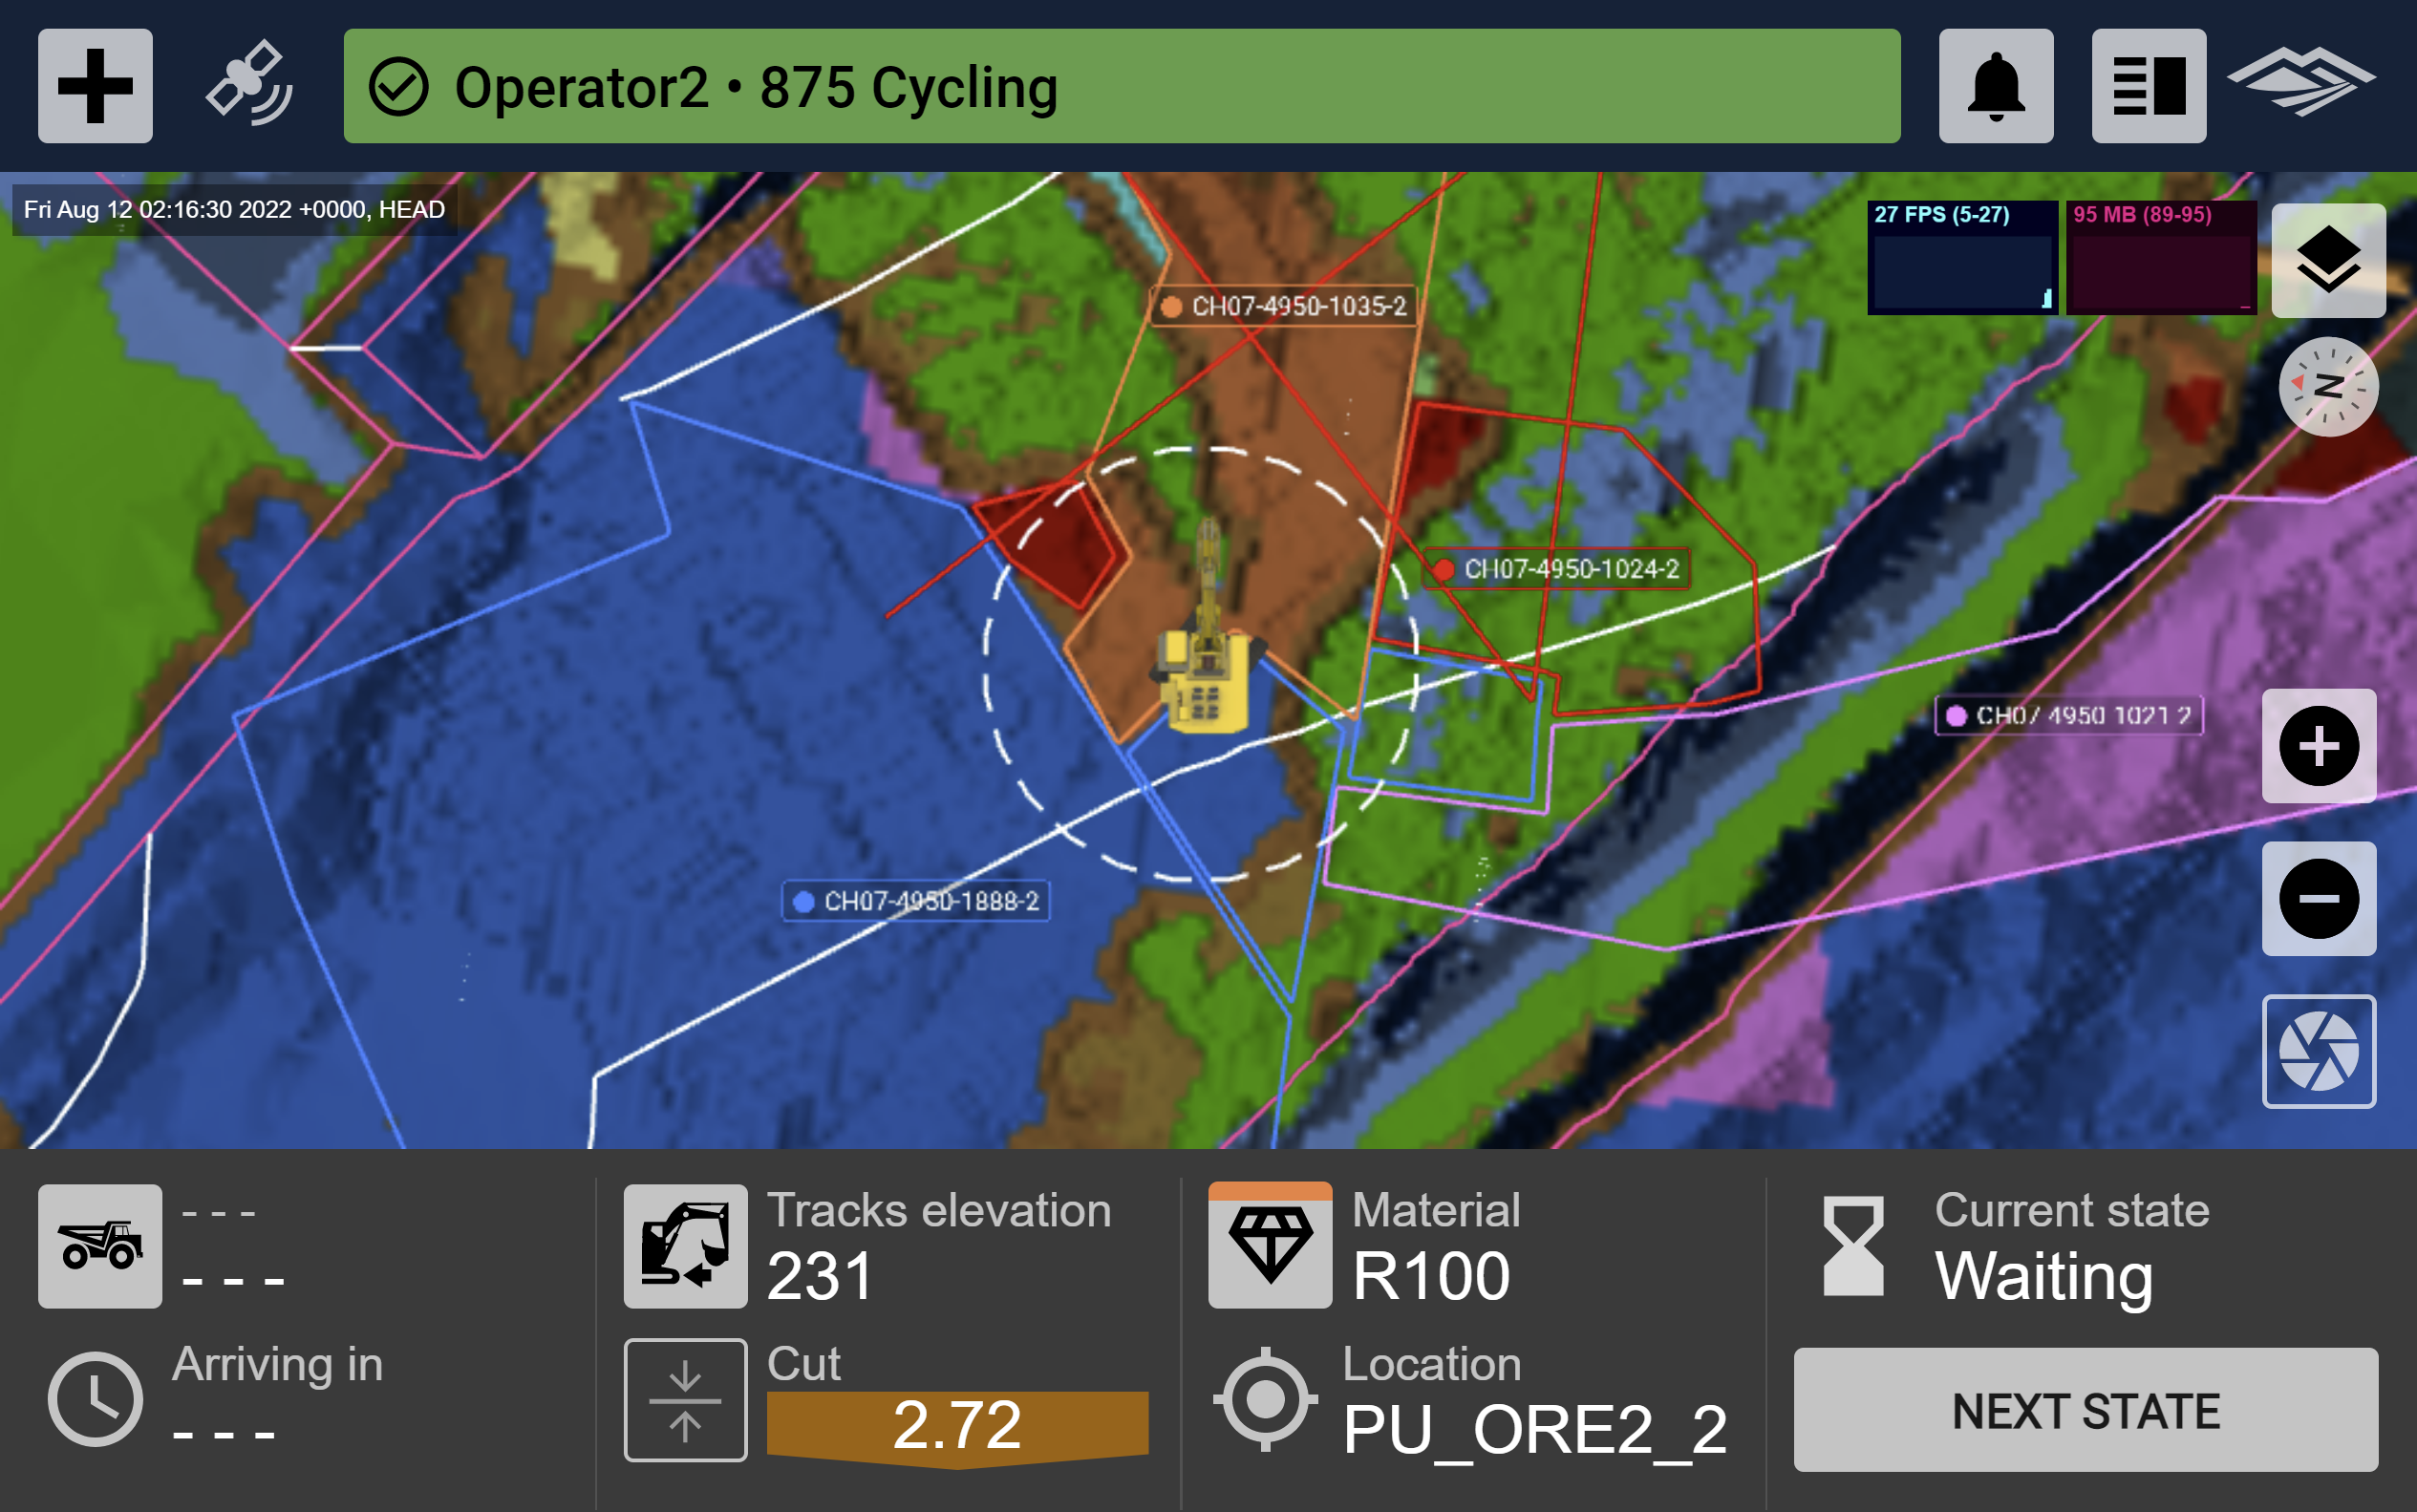 Operator2 • 875 Cycling
Fri Aug 12 02:16:30 2022 +0000, HEAD
27 FPS (5-27)
95 MB (89-95)
N
CH07-4950-1035-2
CH07-4950-1024-2
CH07 4950 1021 2
CH07-4950-1888-2
- - -
- - -
Arriving in
- - -
Tracks elevation
231
Cut
2.72
Material
R100
Location
PU_ORE2_2
Current state
Waiting
NEXT STATE